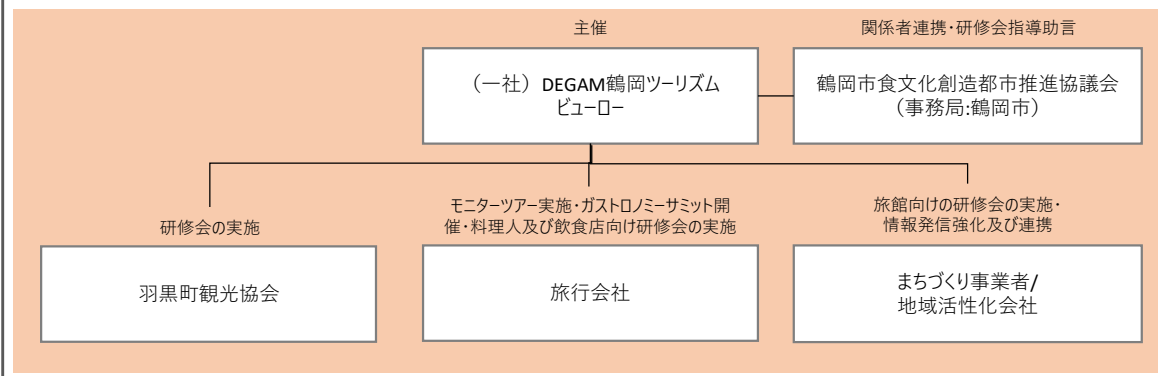 主催
（一社）DEGAM鶴岡ツーリズム
ビューロー
関係者連携・研修会指導助言
鶴岡市食文化創造都市推進協議会
（事務局:鶴岡市）
研修会の実施
羽黒町観光協会
モニターツアー実施・ガストロノミーサミット開
催・料理人及び飲食店向け研修会の実施
旅行会社
旅館向けの研修会の実施・
情報発信強化及び連携
まちづくり事業者/
地域活性化会社